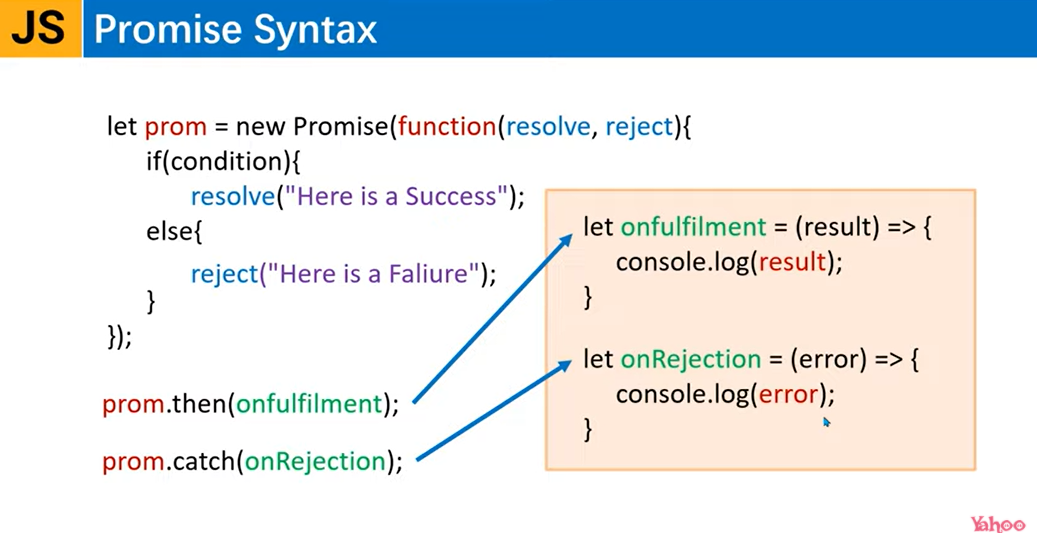 JS Promise Syntax
let prom = new Promise(function(resolve, reject){
if(condition){
resolve("Here is a Success");
else{
reject("Here is a Faliure");
}
});
prom.then(onfulfilment);
prom.catch(onRejection);
let onfulfilment = (result) => {
console.log(result);
}
let onRejection = (error) => {
console.log(error);
}
Yahoo